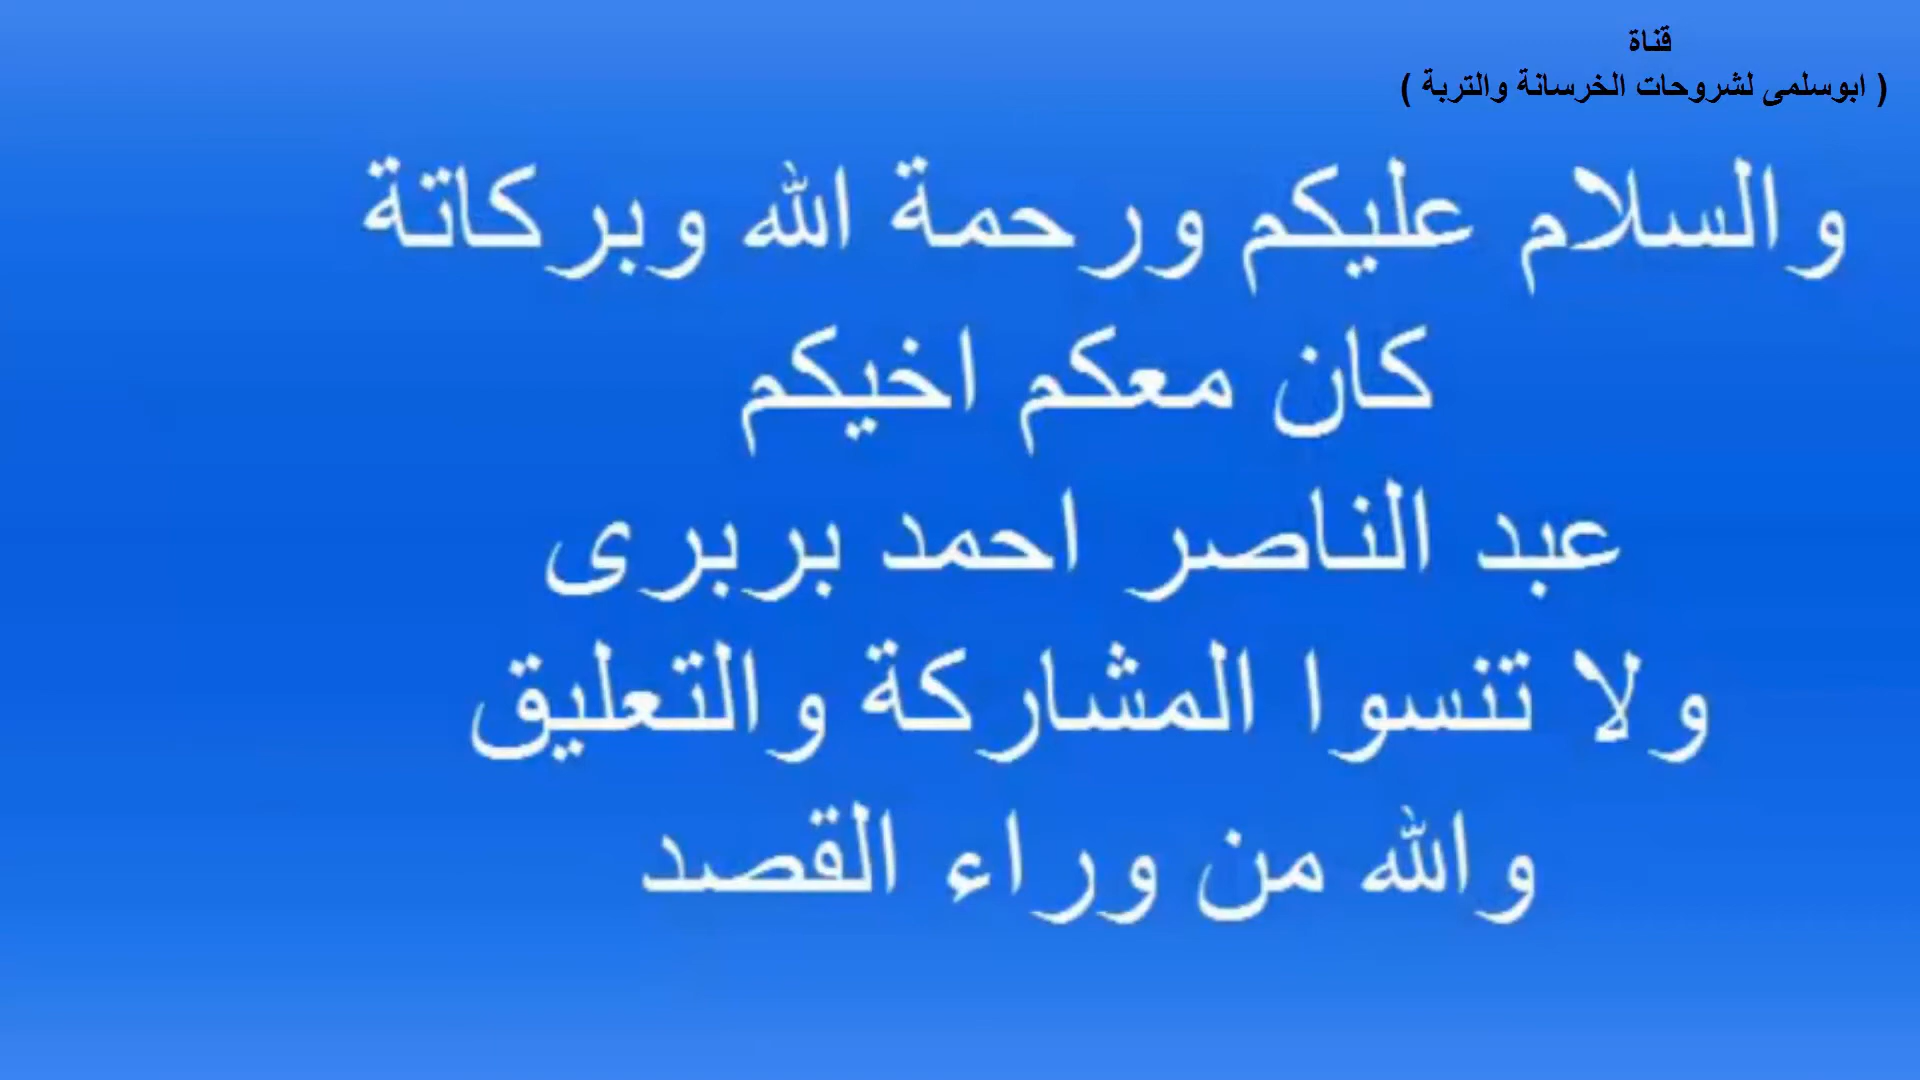 قناة
( ابوسلمى لشروحات الخرسانة والتربة )
والسلام عليكم ورحمة الله وبركاتة
كان معكم اخيكم
عبد الناصر احمد بربرى
ولا تنسوا المشاركة والتعليق
والله من وراء القصد